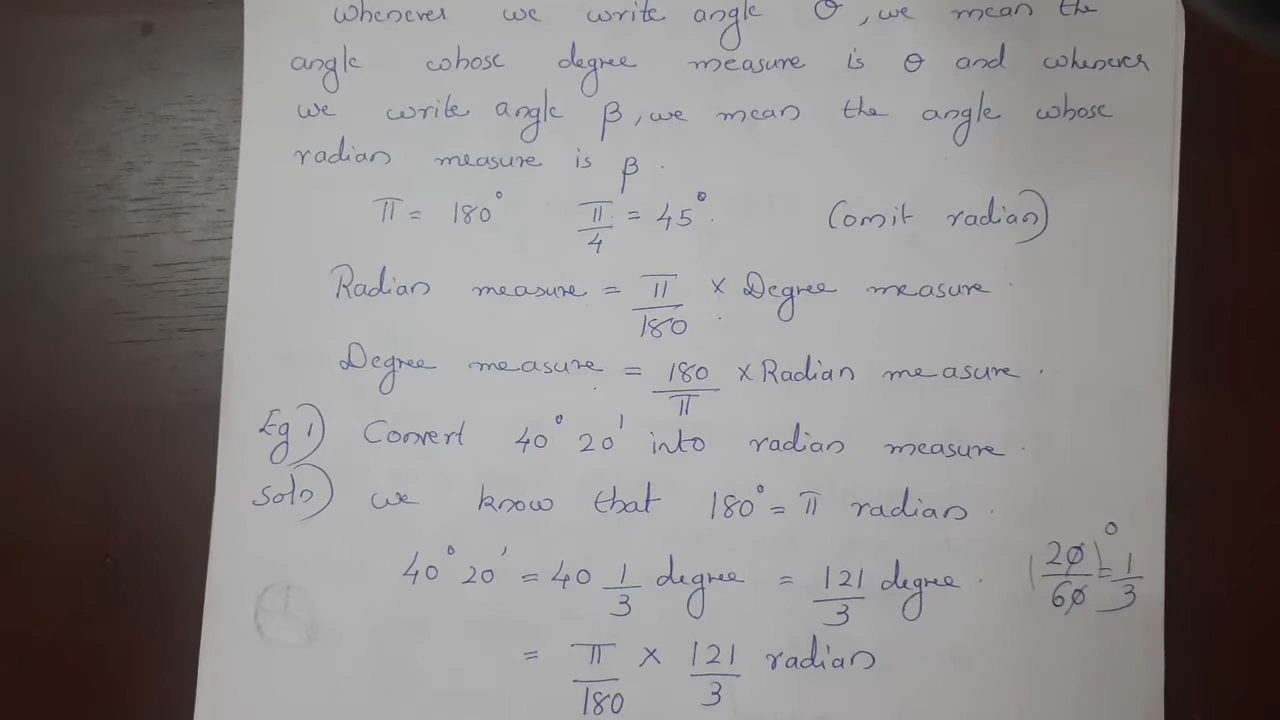 Whenever we write angle θ, we mean the
angle whose degree measure is θ and whenever
we write angle β, we mean the angle whose
radian measure is β.
π = 180° π/4 = 45°. (omit radian)
Radian measure = π/180 × Degree measure.
Degree measure = 180/π × Radian measure.
Eg 1) Convert 40° 20' into radian measure.
Soln) we know that 180° = π radian.
40° 20' = 40 1/3 degree = 121/3 degree. (20/60)° = 1/3
= π/180 × 121/3 radian